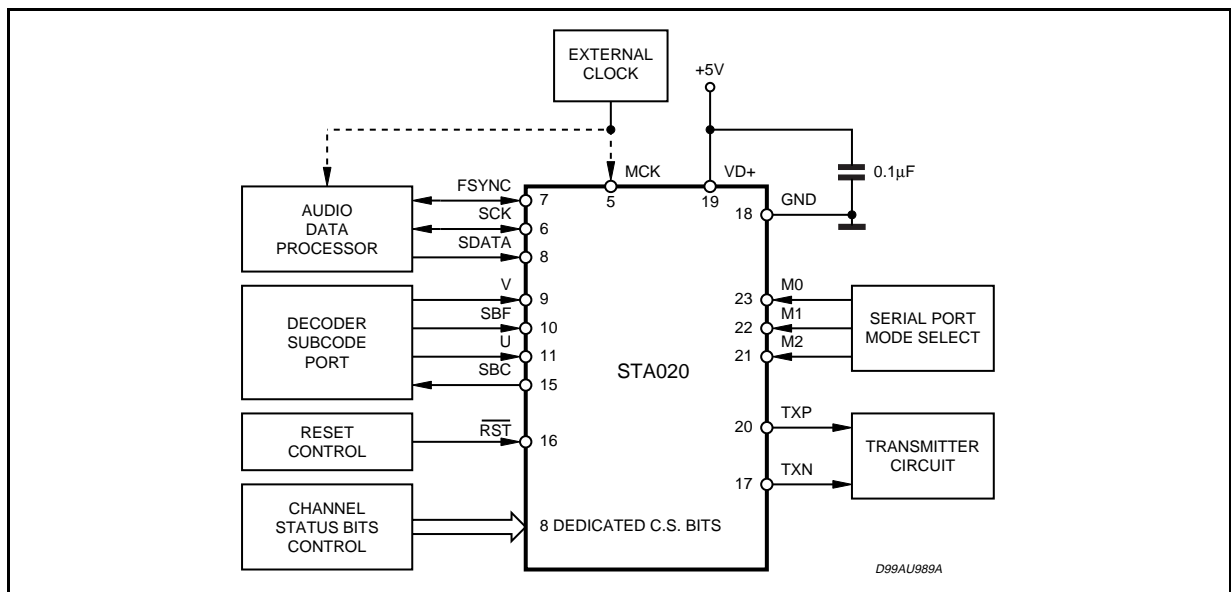 EXTERNAL
CLOCK
+5V
0.1μF
MCK
VD+
5
19
GND
18
AUDIO
DATA
PROCESSOR
FSYNC
7
SCK
6
SDATA
8
DECODER
SUBCODE
PORT
V
9
SBF
10
U
11
SBC
15
STA020
23
M0
22
M1
21
M2
SERIAL PORT
MODE SELECT
RESET
CONTROL
RST
16
20
TXP
17
TXN
TRANSMITTER
CIRCUIT
CHANNEL
STATUS BITS
CONTROL
8 DEDICATED C.S. BITS
D99AU989A